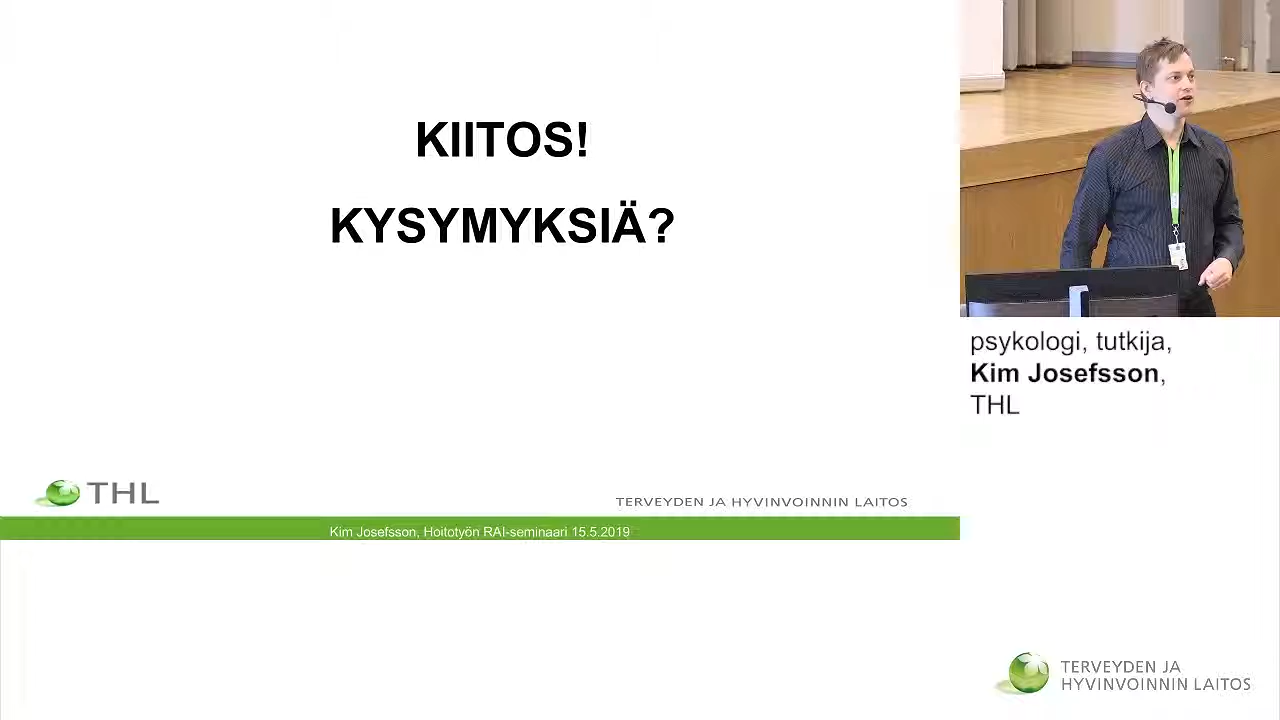 KIITOS!
KYSYMYKSIÄ?
THL
TERVEYDEN JA HYVINVOINNIN LAITOS
Kim Josefsson, Hoitotyön RAI-seminaari 15.5.2019
psykologi, tutkija,
Kim Josefsson,
THL
TERVEYDEN JA
HYVINVOINNIN LAITOS